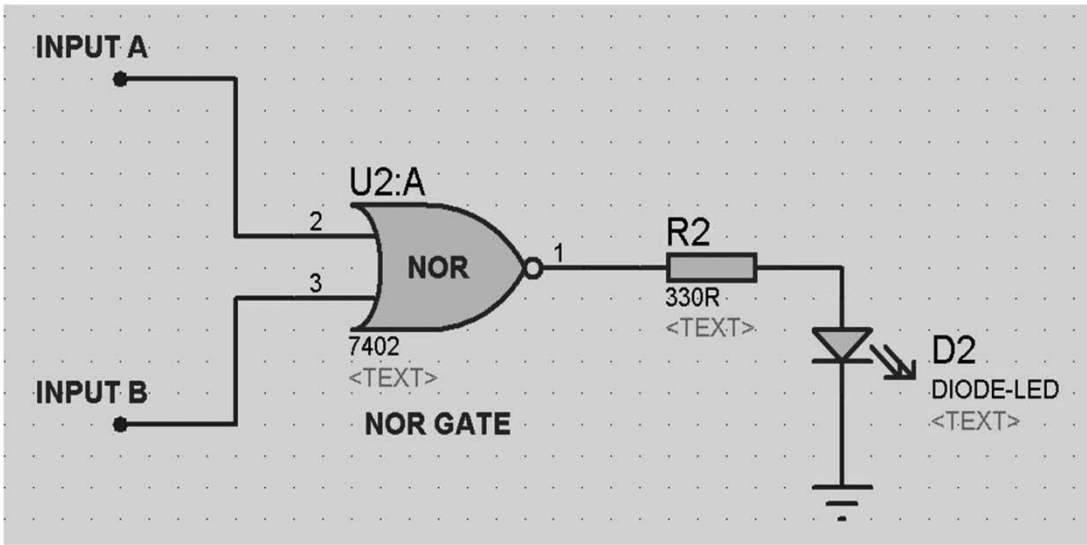 INPUT A
U2:A
2
3
NOR
1
7402
<TEXT>
R2
330R
<TEXT>
D2
DIODE-LED
<TEXT>
INPUT B
NOR GATE